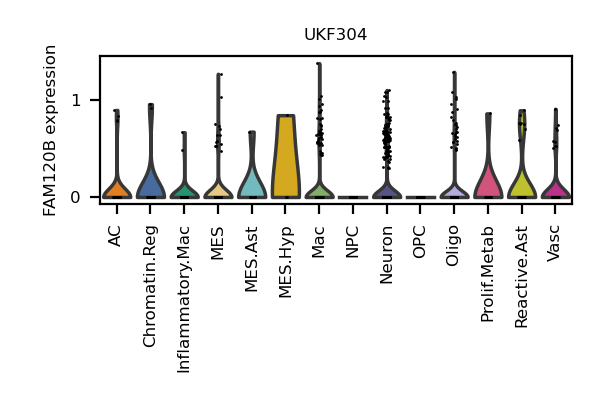 UKF304
FAM120B expression
1
0
AC
Chromatin.Reg
Inflammatory.Mac
MES
MES.Ast
MES.Hyp
Mac
NPC
Neuron
OPC
Oligo
Prolif.Metab
Reactive.Ast
Vasc